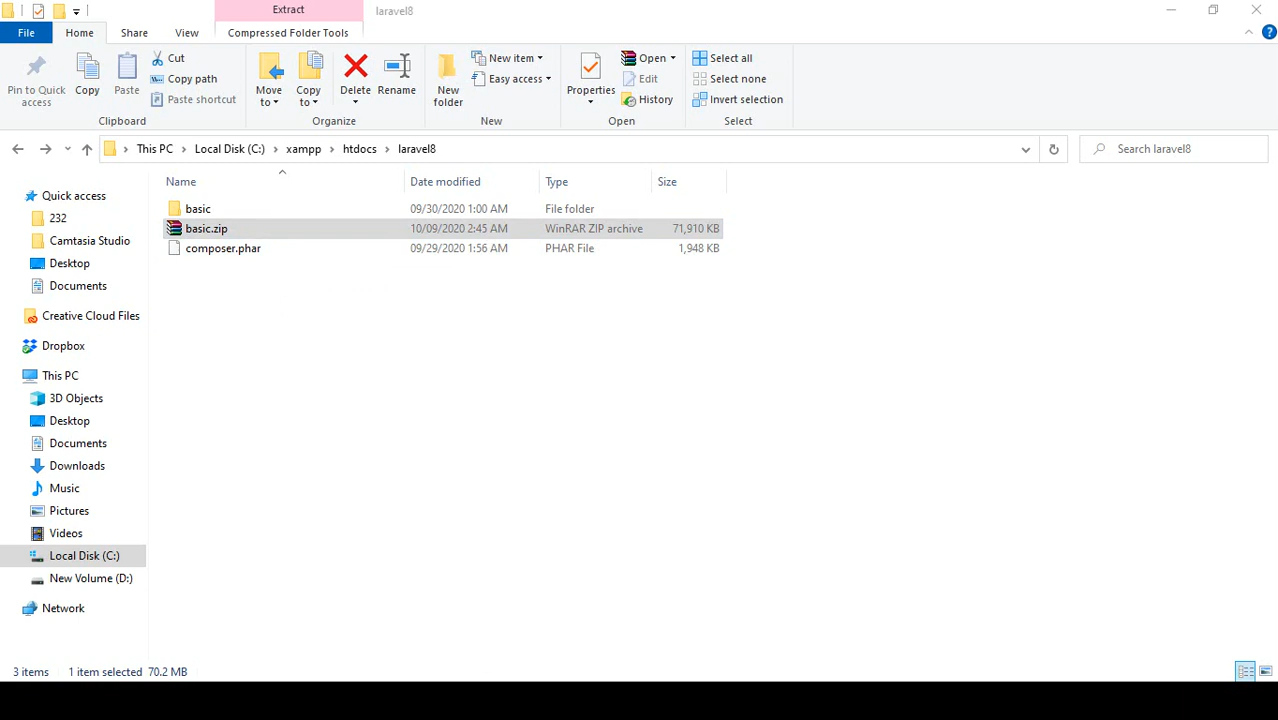 Extract
laravel8
File
Home
Share
View
Compressed Folder Tools
Pin to Quick
access
Copy
Paste
Cut
Copy path
Paste shortcut
Clipboard
Move
to
Copy
to
Delete
Rename
Organize
New
folder
New item
Easy access
New
Properties
Open
Edit
History
Open
Select all
Select none
Invert selection
Select
This PC
Local Disk (C:)
xampp
htdocs
laravel8
Search laravel8
Name
Date modified
Type
Size
basic
09/30/2020 1:00 AM
File folder
basic.zip
10/09/2020 2:45 AM
WinRAR ZIP archive
71,910 KB
composer.phar
09/29/2020 1:56 AM
PHAR File
1,948 KB
Quick access
232
Camtasia Studio
Desktop
Documents
Creative Cloud Files
Dropbox
This PC
3D Objects
Desktop
Documents
Downloads
Music
Pictures
Videos
Local Disk (C:)
New Volume (D:)
Network
3 items
1 item selected 70.2 MB